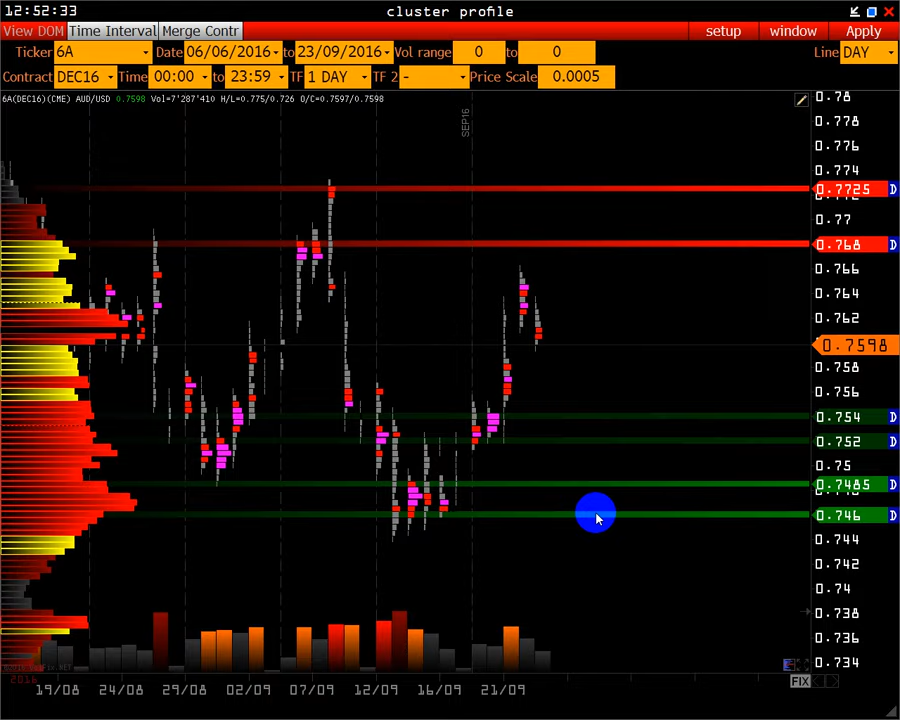 12:52:33 cluster profile
View DOM Time Interval Merge Contr setup window Apply
Ticker 6A Date 06/06/2016 to 23/09/2016 Vol range 0 to 0 Line DAY
Contract DEC16 Time 00:00 to 23:59 TF 1 DAY TF 2 - Price Scale 0.0005
6A(DEC16)(CME) AUD/USD 0.7598 Vol=7'287'410 H/L=0.775/0.726 O/C=0.7597/0.7598
SEP16
0.78
0.778
0.776
0.774
0.7725 D
0.77
0.768 D
0.766
0.764
0.762
0.7598
0.758
0.756
0.754 D
0.752 D
0.75
0.7485 D
0.746 D
0.744
0.742
0.74
0.738
0.736
0.734
2016
19/08 24/08 29/08 02/09 07/09 12/09 16/09 21/09
FIX